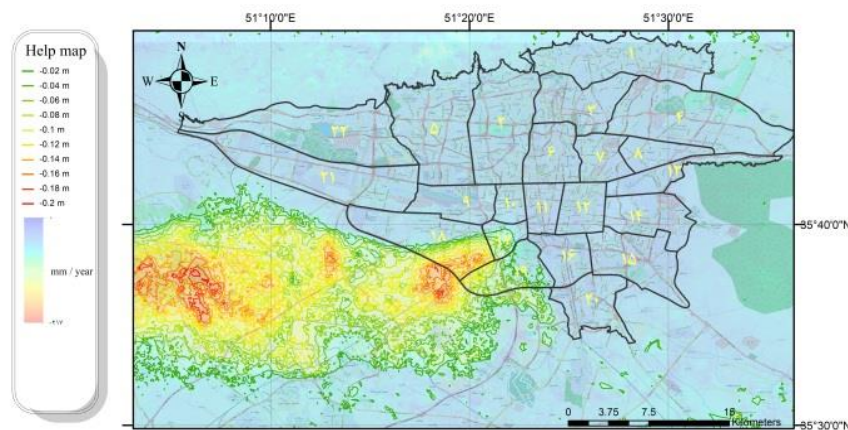 51°10'0"E
51°20'0"E
51°30'0"E
Help map
-0.02 m
-0.04 m
-0.06 m
-0.08 m
-0.1 m
-0.12 m
-0.14 m
-0.16 m
-0.18 m
-0.2 m
mm / year
N
W
E
S
۱
۲
۳
۴
۵
۲۲
۶
۷
۸
۱۳
۲۱
۹
۱۰
۱۱
۱۲
۱۴
۱۸
۱۶
۱۵
۲۰
35°40'0"N
35°30'0"N
0
3.75
7.5
15
Kilometers